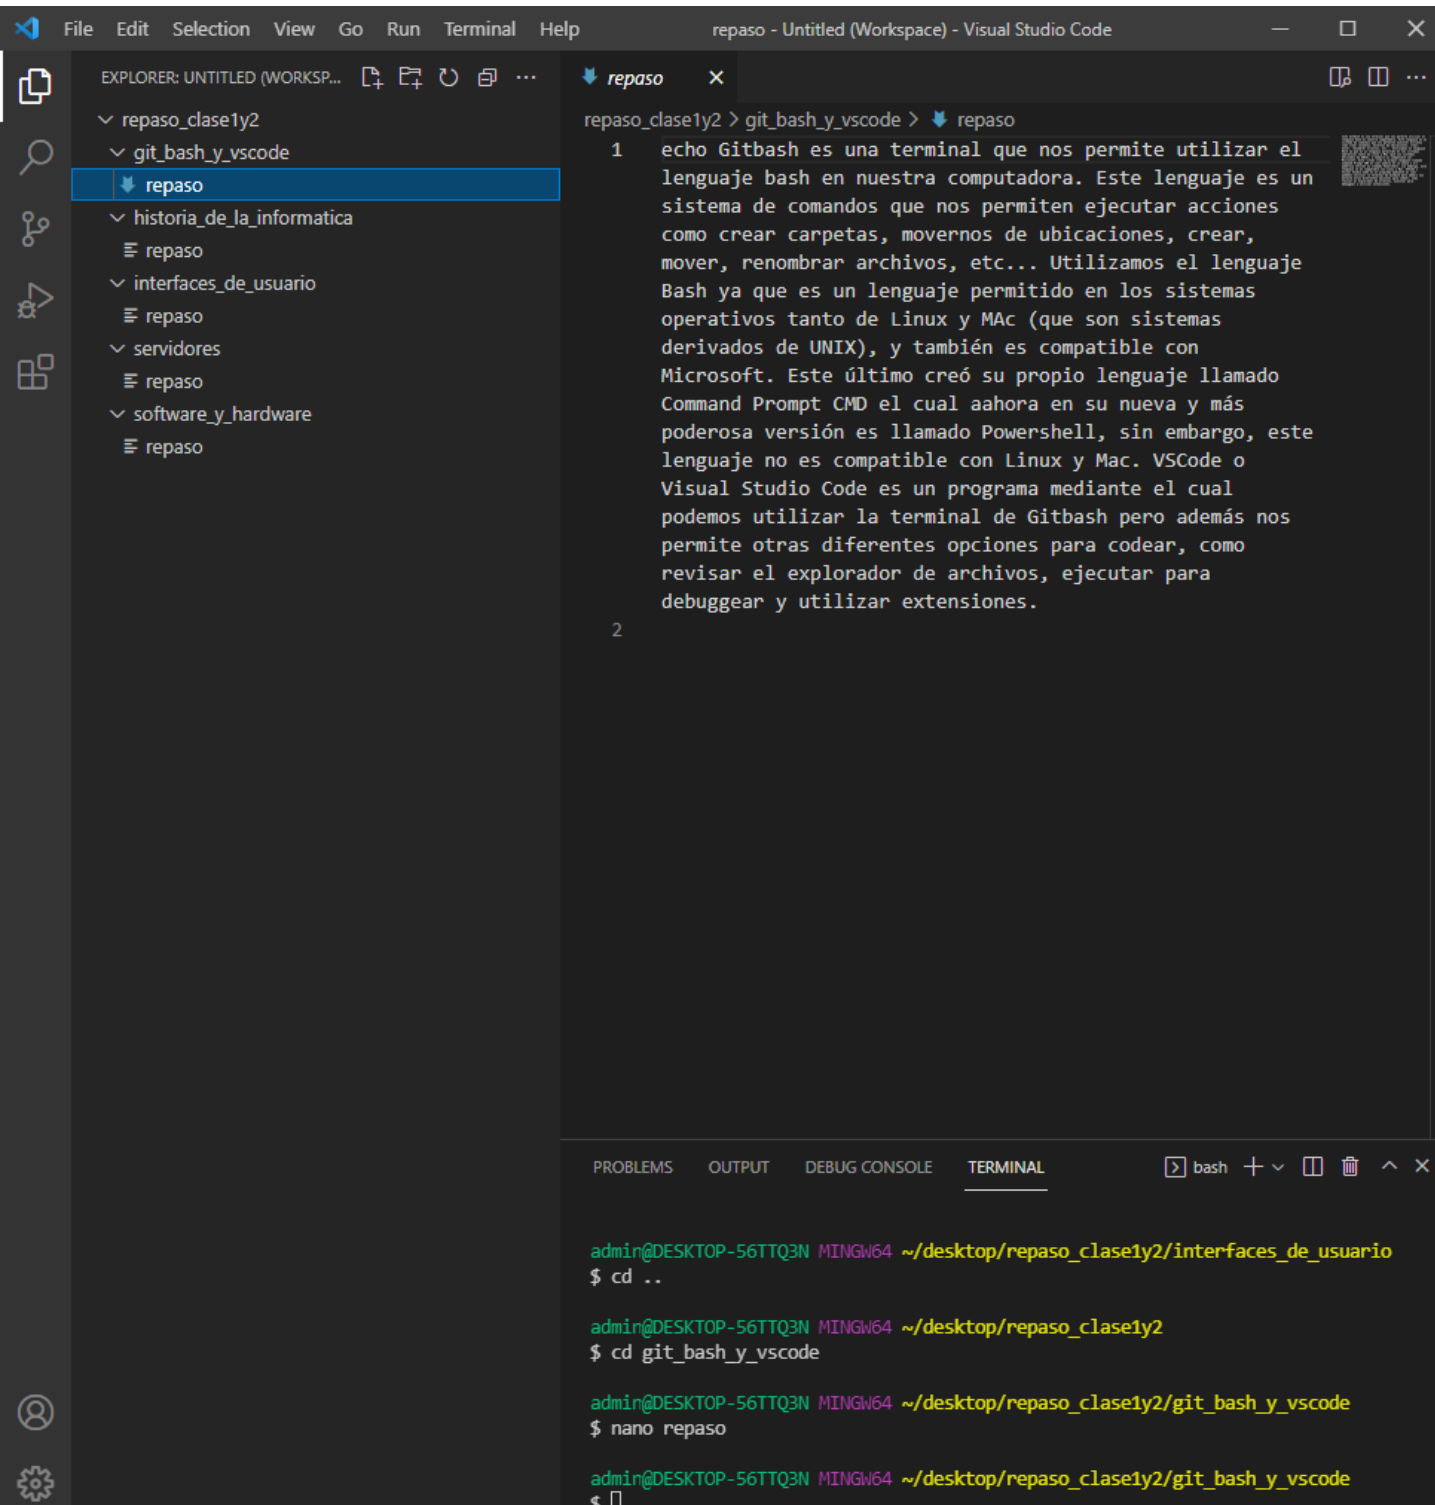 File Edit Selection View Go Run Terminal Help repaso - Untitled (Workspace) - Visual Studio Code
EXPLORER: UNTITLED (WORKSP...
repaso_clase1y2
git_bash_y_vscode
repaso
historia_de_la_informatica
repaso
interfaces_de_usuario
repaso
servidores
repaso
software_y_hardware
repaso
repaso
repaso_clase1y2 > git_bash_y_vscode > repaso
1 echo Gitbash es una terminal que nos permite utilizar el
lenguaje bash en nuestra computadora. Este lenguaje es un
sistema de comandos que nos permiten ejecutar acciones
como crear carpetas, movernos de ubicaciones, crear,
mover, renombrar archivos, etc... Utilizamos el lenguaje
Bash ya que es un lenguaje permitido en los sistemas
operativos tanto de Linux y MAc (que son sistemas
derivados de UNIX), y también es compatible con
Microsoft. Este último creó su propio lenguaje llamado
Command Prompt CMD el cual aahora en su nueva y más
poderosa versión es llamado Powershell, sin embargo, este
lenguaje no es compatible con Linux y Mac. VSCode o
Visual Studio Code es un programa mediante el cual
podemos utilizar la terminal de Gitbash pero además nos
permite otras diferentes opciones para codear, como
revisar el explorador de archivos, ejecutar para
debuggear y utilizar extensiones.
2
PROBLEMS OUTPUT DEBUG CONSOLE TERMINAL bash
admin@DESKTOP-56TTQ3N MINGW64 ~/desktop/repaso_clase1y2/interfaces_de_usuario
$ cd ..
admin@DESKTOP-56TTQ3N MINGW64 ~/desktop/repaso_clase1y2
$ cd git_bash_y_vscode
admin@DESKTOP-56TTQ3N MINGW64 ~/desktop/repaso_clase1y2/git_bash_y_vscode
$ nano repaso
admin@DESKTOP-56TTQ3N MINGW64 ~/desktop/repaso_clase1y2/git_bash_y_vscode
$